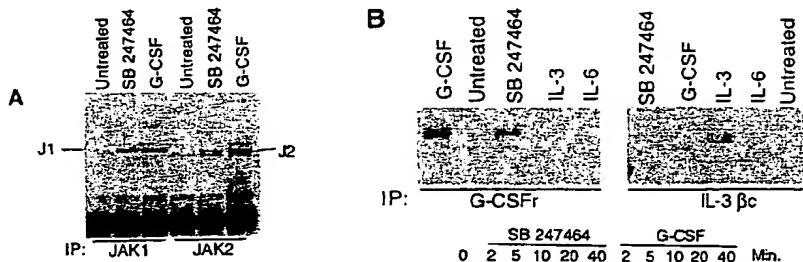 A
Untreated
SB 247464
G-CSF
Untreated
SB 247464
G-CSF
J1
J2
IP:
JAK1
JAK2
B
G-CSF
Untreated
SB 247464
IL-3
IL-6
SB 247464
G-CSF
IL-3
IL-6
Untreated
IP:
G-CSFr
IL-3 βc
SB 247464
G-CSF
0 2 5 10 20 40 2 5 10 20 40 Min.